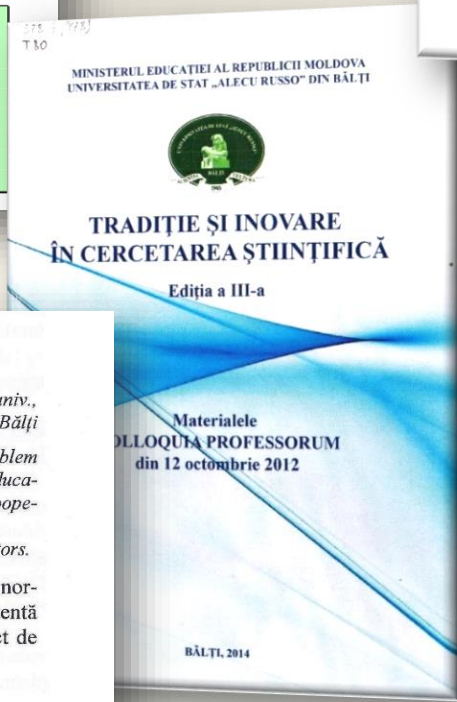 T 80
MINISTERUL EDUCAȚIEI AL REPUBLICII MOLDOVA
UNIVERSITATEA DE STAT „ALECU RUSSO” DIN BĂLȚI
BĂLȚI
TRADIȚIE ȘI INOVARE
ÎN CERCETAREA ȘTIINȚIFICĂ
Ediția a III-a
Materialele
OLLOQUIA PROFESSORUM
din 12 octombrie 2012
BĂLȚI, 2014
univ.,
Bălți
blem
duca-
ope-
tors.
nor-
entă
et de